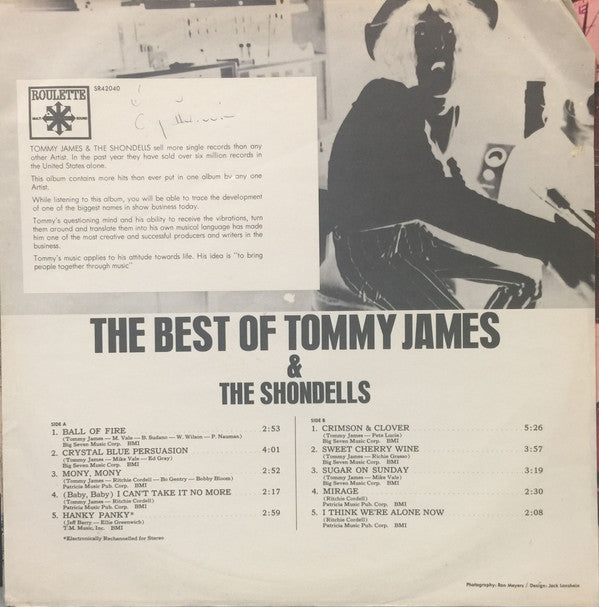 ROULETTE
SR42040
MULTI SOUND
TOMMY JAMES & THE SHONDELLS sell more single records than any
other Artist. In the past year they have sold over six million records in
the United States alone.
This album contains more hits than ever put in one album by any one
Artist.
While listening to this album, you will be able to trace the development
of one of the biggest names in show business today.
Tommy's questioning mind and his ability to receive the vibrations, turn
them around and translate them into his own musical language has made
him one of the most creative and successful producers and writers in the
business.
Tommy's music applies to his attitude towards life. His idea is "to bring
people together through music"
THE BEST OF TOMMY JAMES
&
THE SHONDELLS
SIDE A
1. BALL OF FIRE 2:53
(Tommy James — M. Vale — B. Sudano — W. Wilson — P. Nauman)
Big Seven Music Corp. BMI
2. CRYSTAL BLUE PERSUASION 4:01
(Tommy James — Mike Vale — Ed Gray)
Big Seven Music Corp. BMI
3. MONY, MONY 2:52
(Tommy James — Ritchie Cordell — Bo Gentry — Bobby Bloom)
Patricia Music Pub. Corp. BMI
4. (Baby, Baby) I CAN'T TAKE IT NO MORE 2:17
(Tommy James — Ritchie Cordell)
Patricia Music Pub. Corp. BMI
5. HANKY PANKY* 2:59
(Jeff Barry — Ellie Greenwich)
T.M. Music, Inc. BMI
*Electronically Rechannelled for Stereo
SIDE B
1. CRIMSON & CLOVER 5:26
(Tommy James — Pete Lucia)
Big Seven Music Corp. BMI
2. SWEET CHERRY WINE 3:57
(Tommy James — Richie Grasso)
Big Seven Music Corp. BMI
3. SUGAR ON SUNDAY 3:19
(Tommy James — Mike Vale)
Big Seven Music Corp. BMI
4. MIRAGE 2:30
(Ritchie Cordell)
Patricia Music Pub. Corp. BMI
5. I THINK WE'RE ALONE NOW 2:08
(Ritchie Cordell)
Patricia Music Pub. Corp. BMI
Photography: Ron Meyers / Design: Jack Lonshein